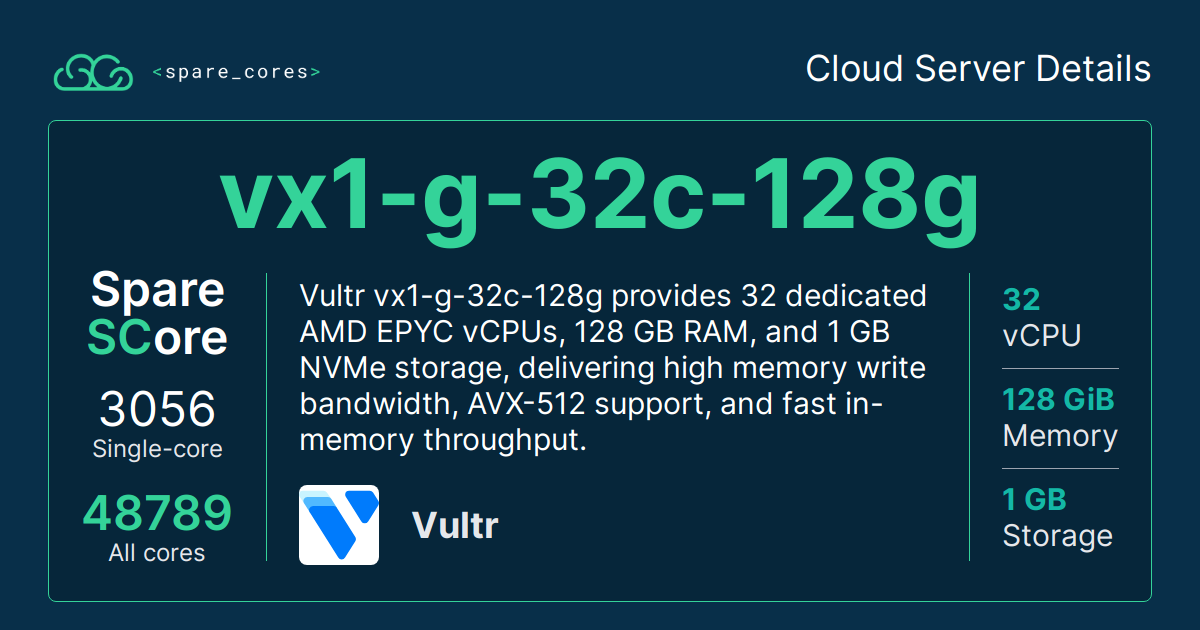 <spare_cores>
Cloud Server Details
vx1-g-32c-128g
Spare
SCore
3056
Single-core
48789
All cores
Vultr vx1-g-32c-128g provides 32 dedicated
AMD EPYC vCPUs, 128 GB RAM, and 1 GB
NVMe storage, delivering high memory write
bandwidth, AVX-512 support, and fast in-
memory throughput.
Vultr
32
vCPU
128 GiB
Memory
1 GB
Storage